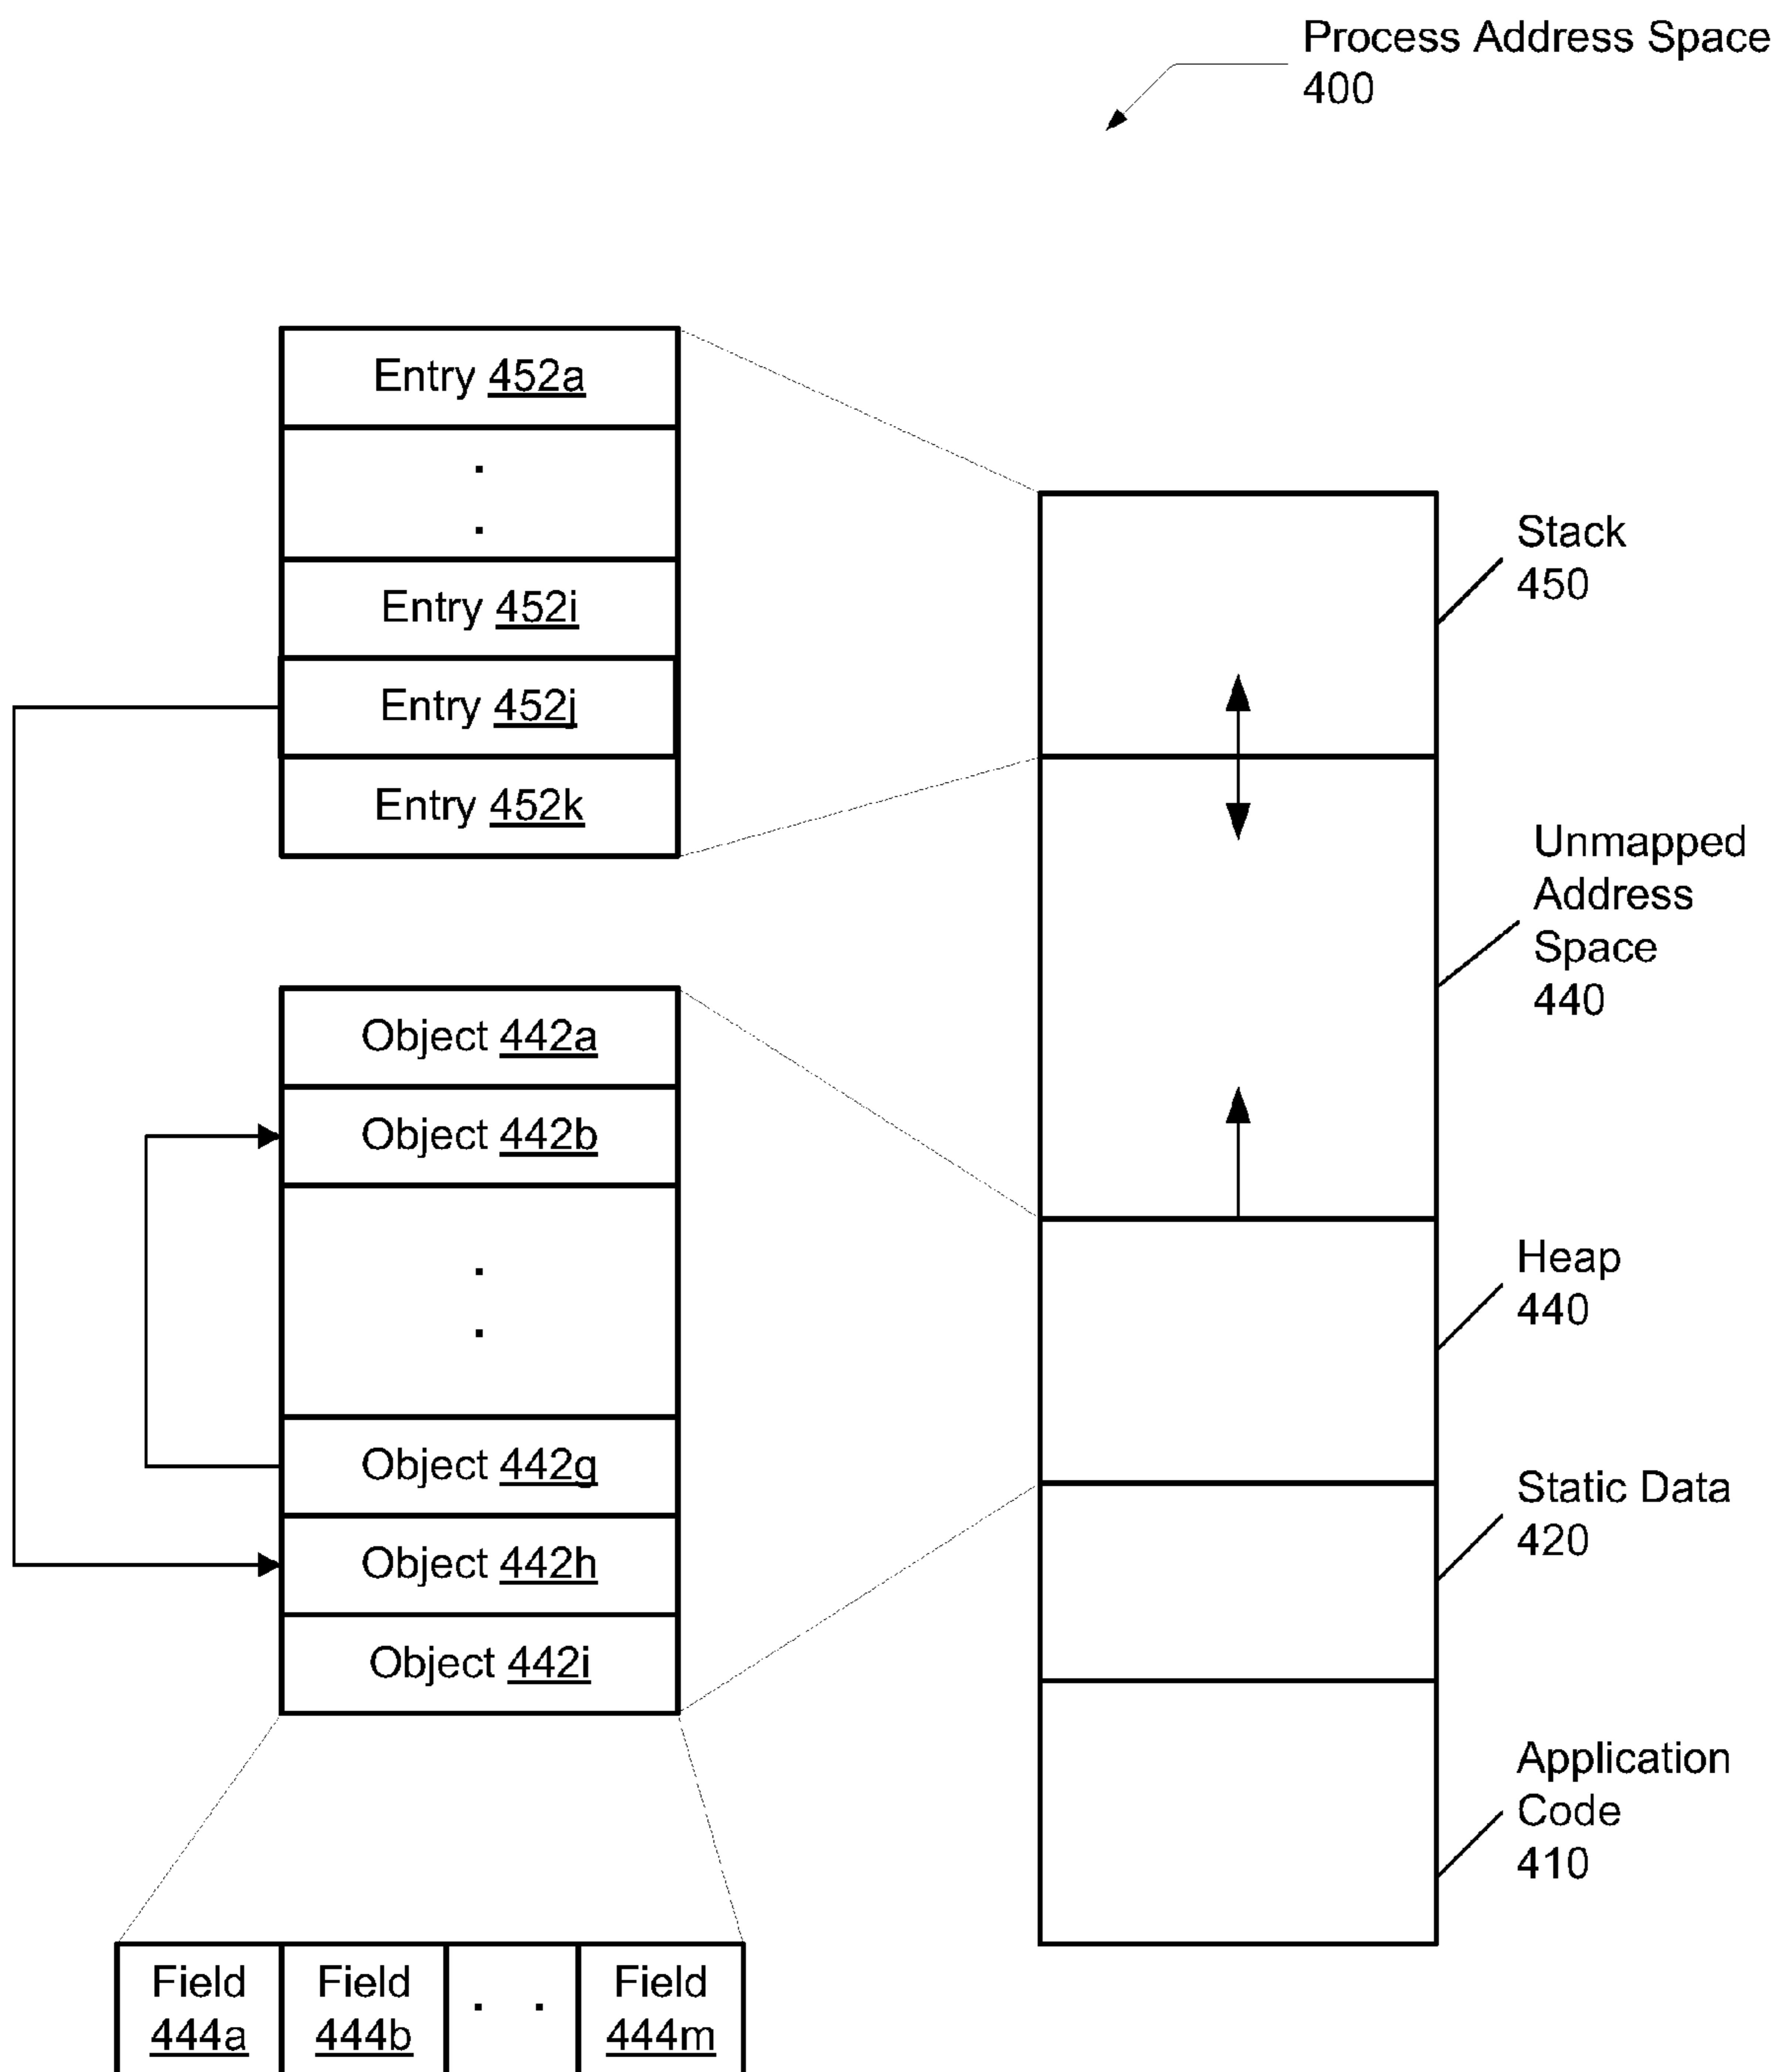 Process Address Space
400
Entry 452a
.
.
Entry 452i
Entry 452j
Entry 452k
Object 442a
Object 442b
.
.
Object 442g
Object 442h
Object 442i
Field
444a
Field
444b
. .
Field
444m
Stack
450
Unmapped
Address
Space
440
Heap
440
Static Data
420
Application
Code
410